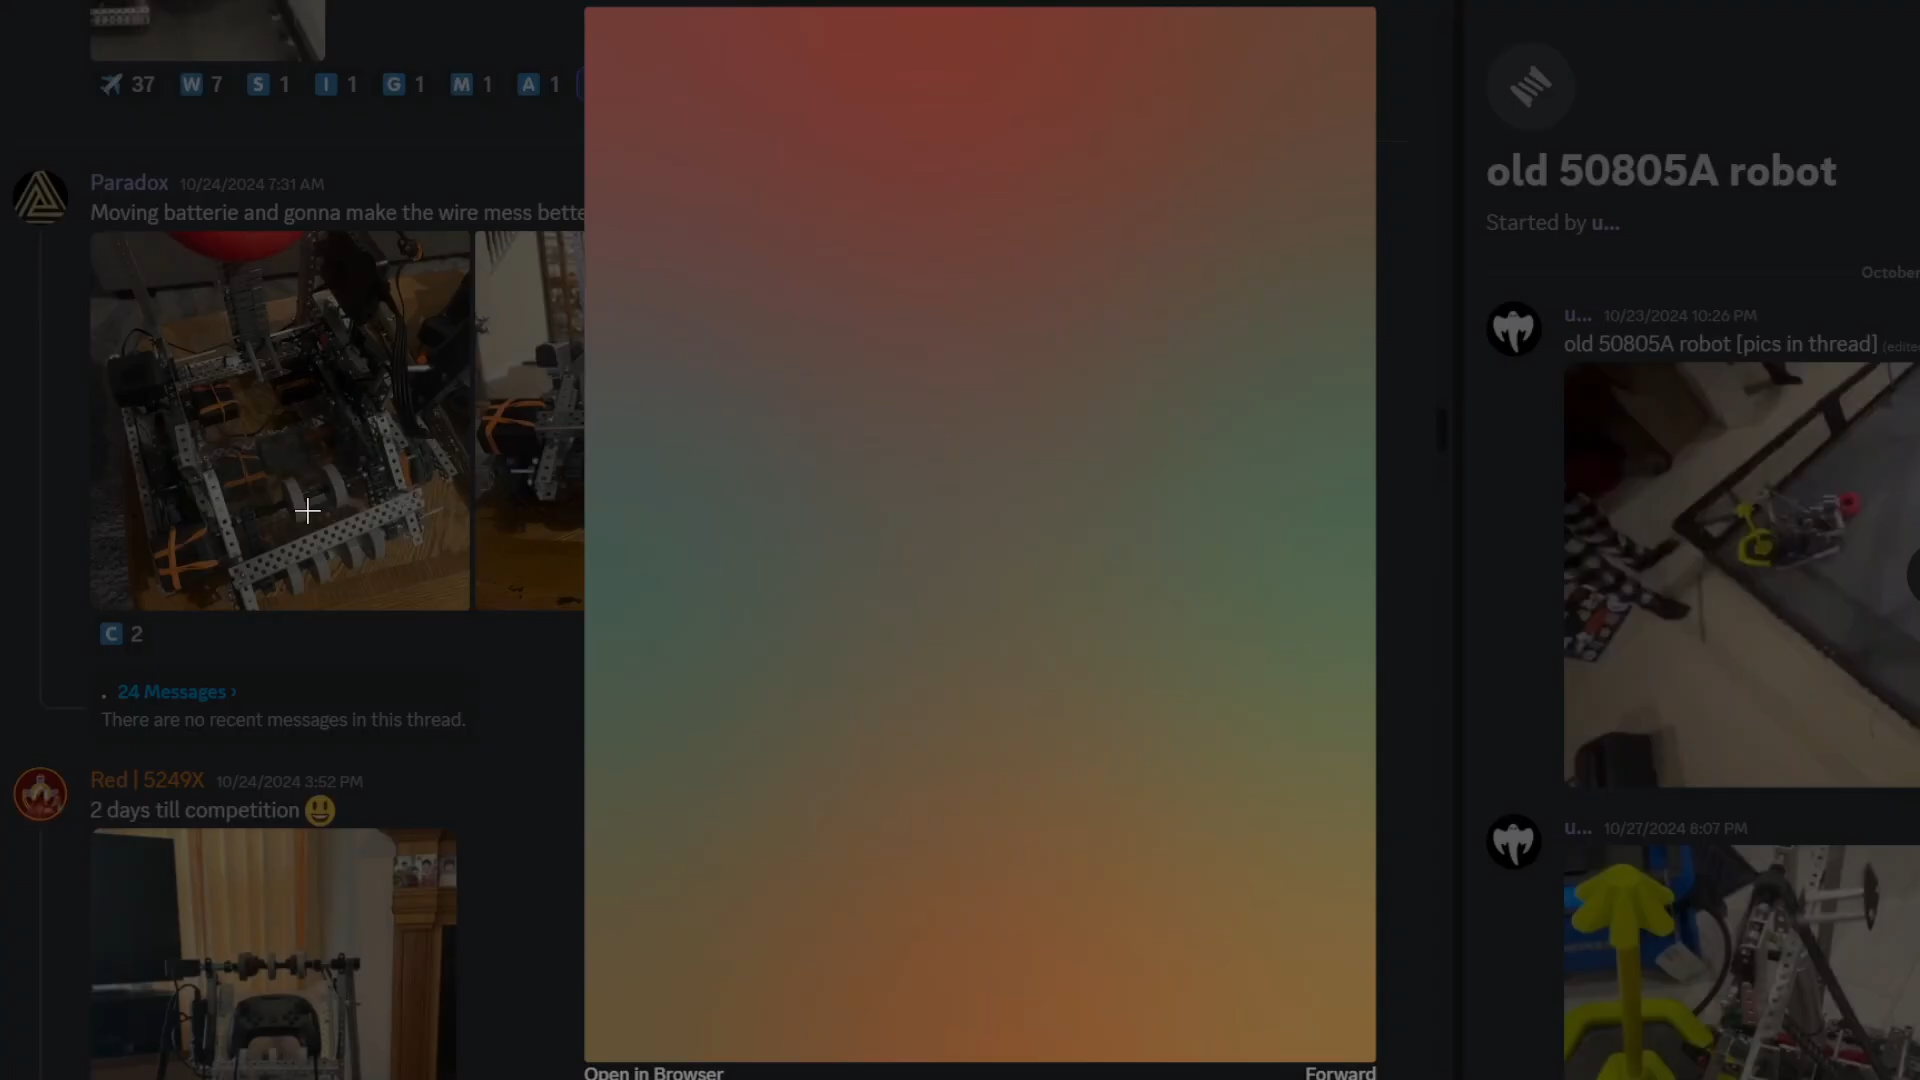 37 W 7 S 1 I 1 G 1 M 1 A 1
Paradox 10/24/2024 7:31 AM
Moving batterie and gonna make the wire mess bette
C 2
. 24 Messages ›
There are no recent messages in this thread.
Red | 5249X 10/24/2024 3:52 PM
2 days till competition
Open in Browser
Forward
old 50805A robot
Started by u...
October
u... 10/23/2024 10:26 PM
old 50805A robot [pics in thread] (edite
u... 10/27/2024 8:07 PM